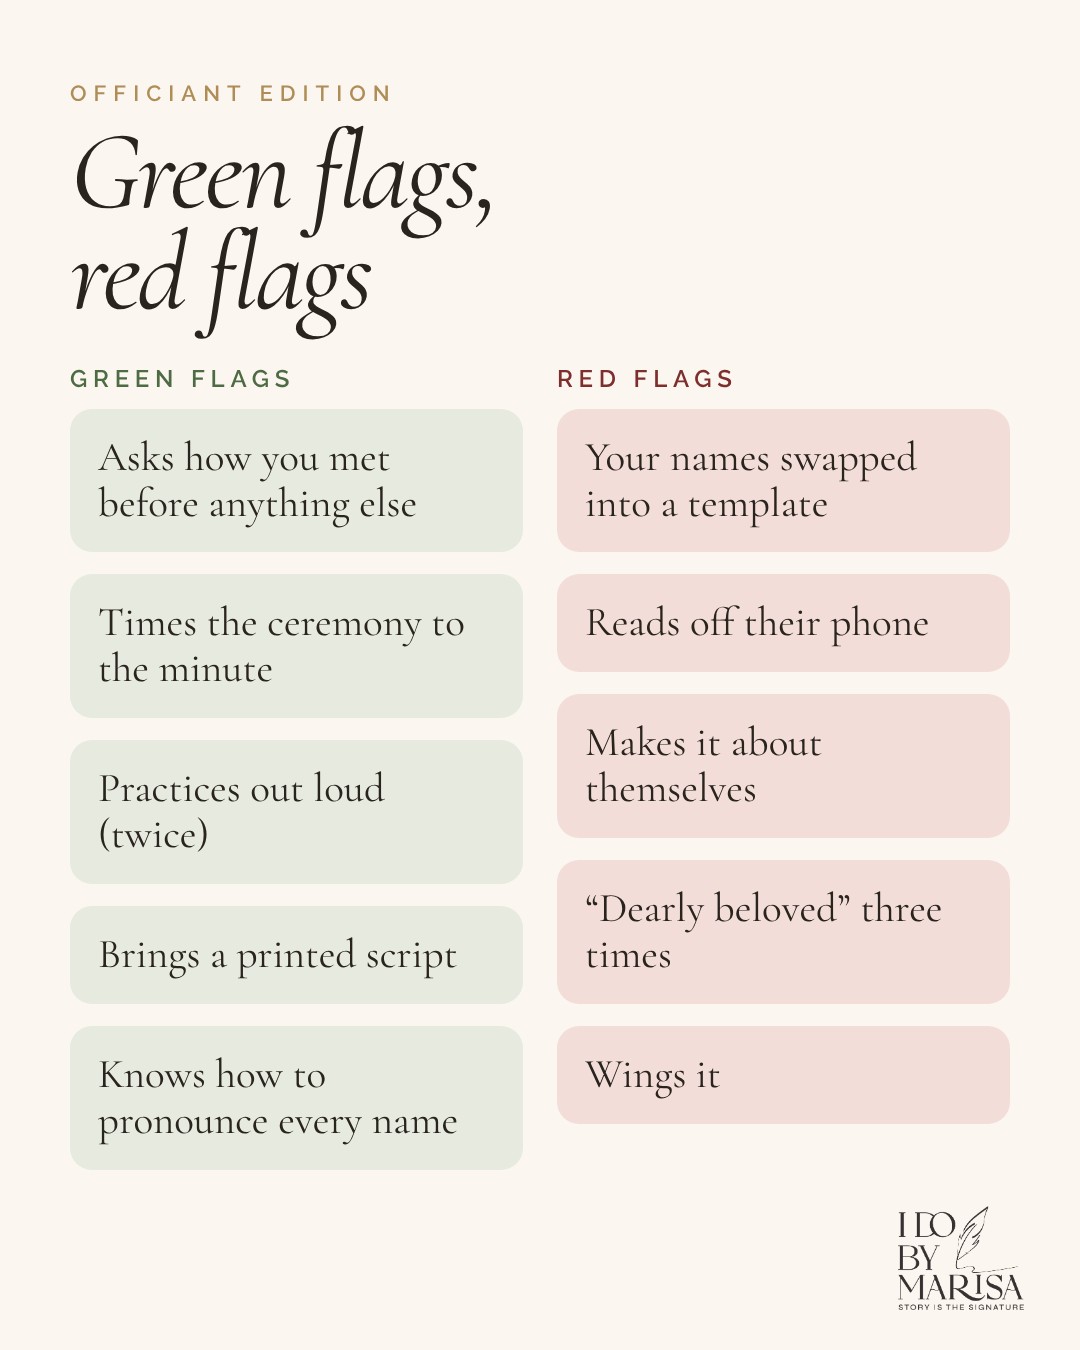 OFFICIANT EDITION
Green flags,
red flags
GREEN FLAGS
Asks how you met
before anything else
Times the ceremony to
the minute
Practices out loud
(twice)
Brings a printed script
Knows how to
pronounce every name
RED FLAGS
Your names swapped
into a template
Reads off their phone
Makes it about
themselves
“Dearly beloved” three
times
Wings it
I DO
BY
MARISA
STORY IS THE SIGNATURE